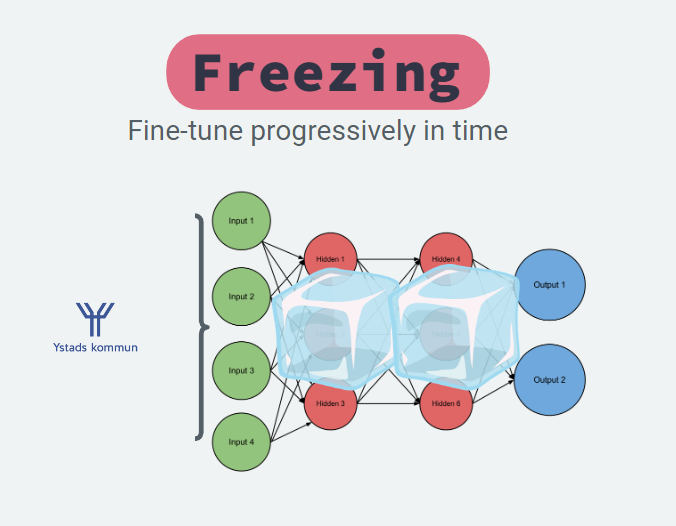 Freezing
Fine-tune progressively in time
Input 1
Input 2
Input 3
Input 4
Hidden 1
Hidden 3
Hidden 4
Hidden 6
Output 1
Output 2
Ystads kommun